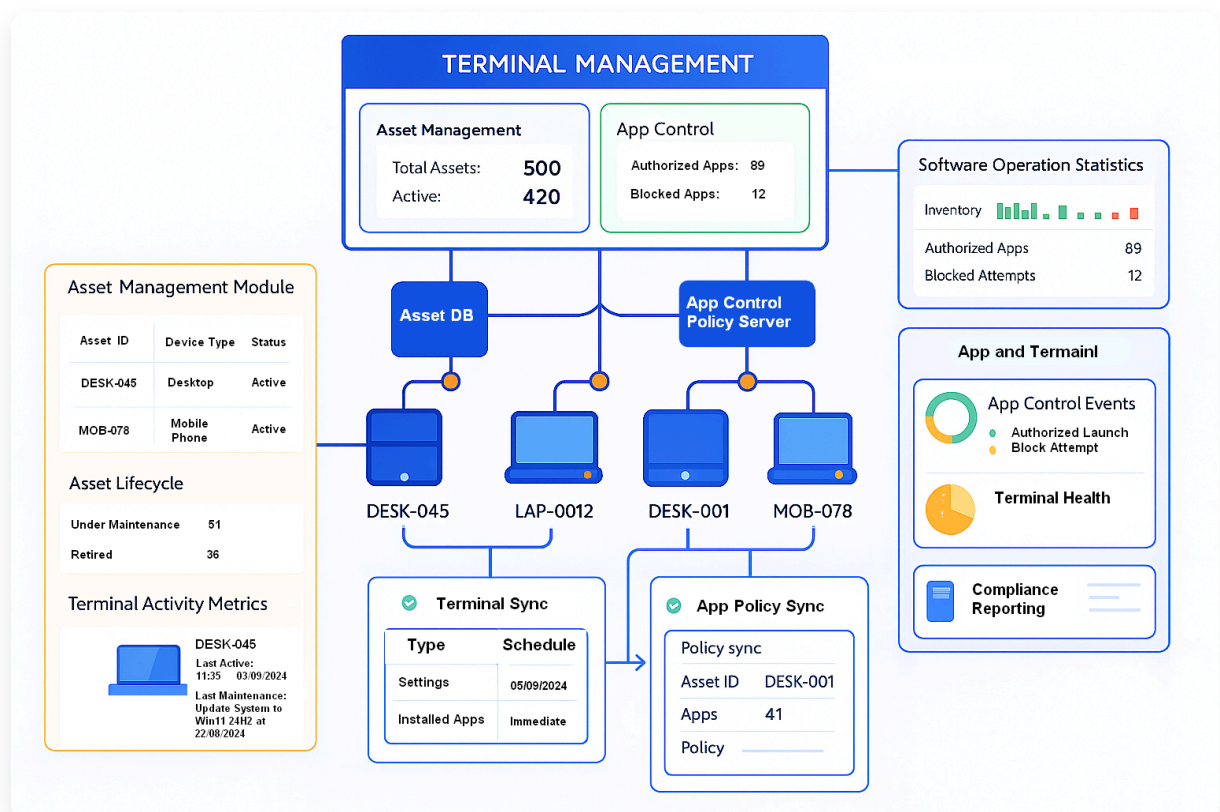 TERMINAL MANAGEMENT
Asset Management
Total Assets: 500
Active: 420
App Control
Authorized Apps: 89
Blocked Apps: 12
Software Operation Statistics
Inventory
Authorized Apps 89
Blocked Attempts 12
Asset DB
App Control
Policy Server
Asset Management Module
Asset ID Device Type Status
DESK-045 Desktop Active
MOB-078 Mobile Phone Active
Asset Lifecycle
Under Maintenance 51
Retired 36
Terminal Activity Metrics
DESK-045
Last Active:
11:35 03/09/2024
Last Maintenance:
Update System to
Win11 24H2 at
22/08/2024
DESK-045
LAP-0012
DESK-001
MOB-078
Terminal Sync
Type Schedule
Settings 05/09/2024
Installed Apps Immediate
App Policy Sync
Policy sync
Asset ID DESK-001
Apps 41
Policy
App and Termainl
App Control Events
Authorized Launch
Block Attempt
Terminal Health
Compliance
Reporting